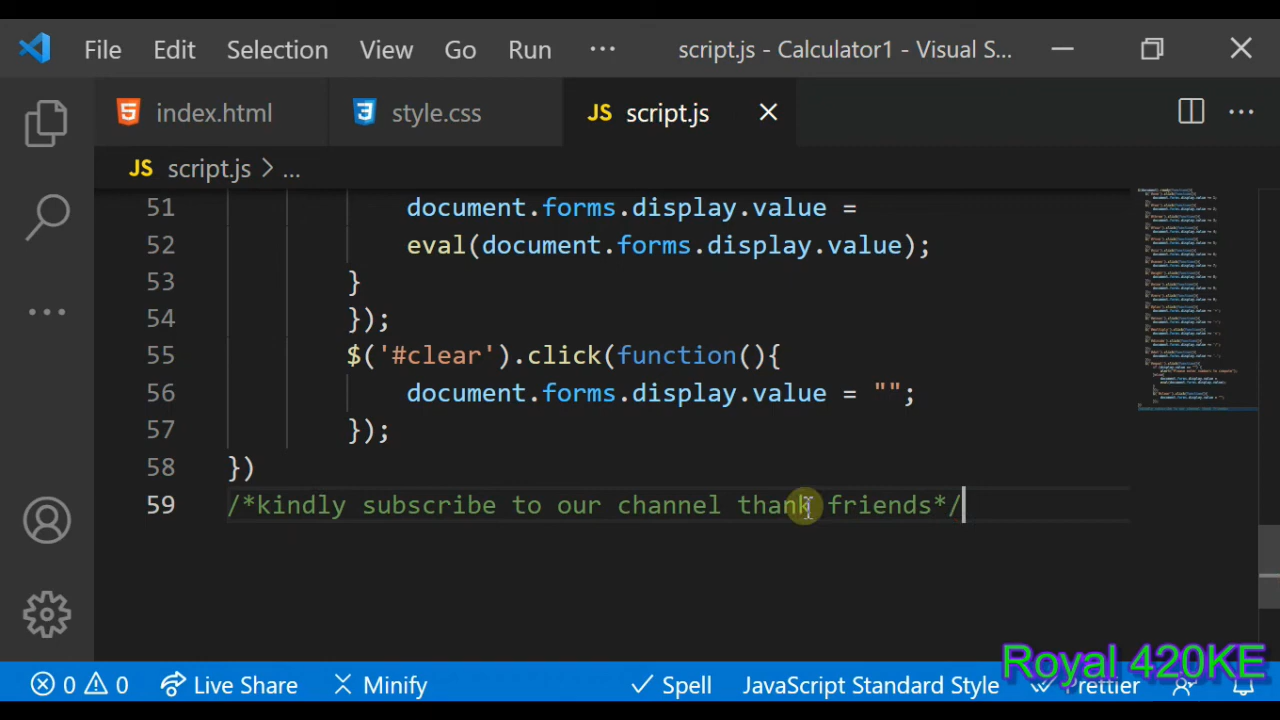 File Edit Selection View Go Run ··· script.js - Calculator1 - Visual S...
index.html style.css JS script.js
JS script.js > ...
51 document.forms.display.value =
52 eval(document.forms.display.value);
53 }
54 });
55 $('#clear').click(function(){
56 document.forms.display.value = "";
57 });
58 })
59 /*kindly subscribe to our channel thank friends*/
Royal 420KE
0 0 Live Share Minify Spell JavaScript Standard Style Prettier